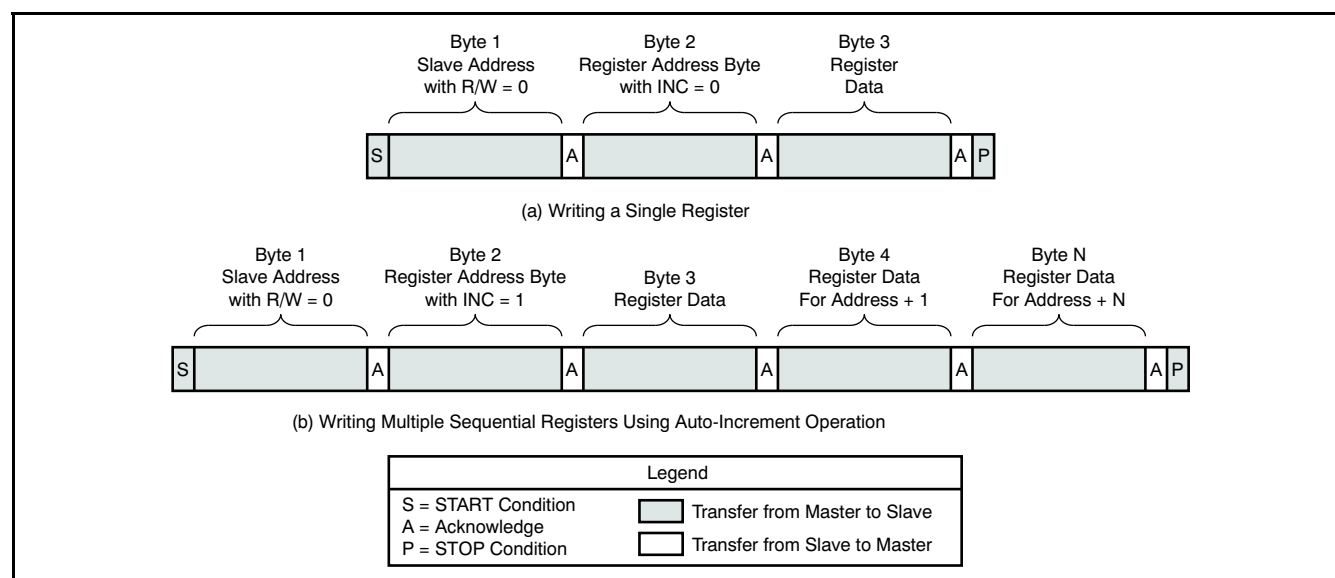 Byte 1
Slave Address
with R/W = 0
Byte 2
Register Address Byte
with INC = 0
Byte 3
Register
Data
S
A
A
A
P
(a) Writing a Single Register
Byte 1
Slave Address
with R/W = 0
Byte 2
Register Address Byte
with INC = 1
Byte 3
Register Data
Byte 4
Register Data
For Address + 1
Byte N
Register Data
For Address + N
S
A
A
A
A
A
P
(b) Writing Multiple Sequential Registers Using Auto-Increment Operation
Legend
S = START Condition
A = Acknowledge
P = STOP Condition
Transfer from Master to Slave
Transfer from Slave to Master